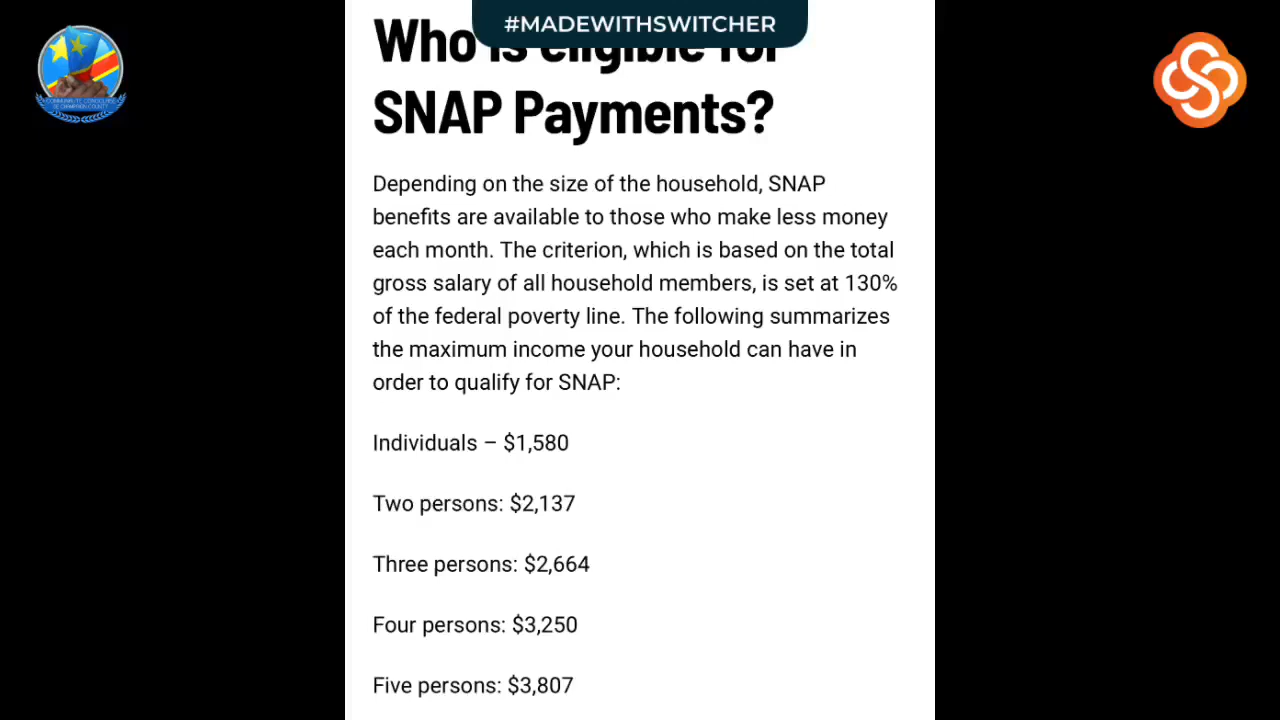 #MADEWITHSWITCHER
Who is eligible for
SNAP Payments?
Depending on the size of the household, SNAP
benefits are available to those who make less money
each month. The criterion, which is based on the total
gross salary of all household members, is set at 130%
of the federal poverty line. The following summarizes
the maximum income your household can have in
order to qualify for SNAP:
Individuals – $1,580
Two persons: $2,137
Three persons: $2,664
Four persons: $3,250
Five persons: $3,807